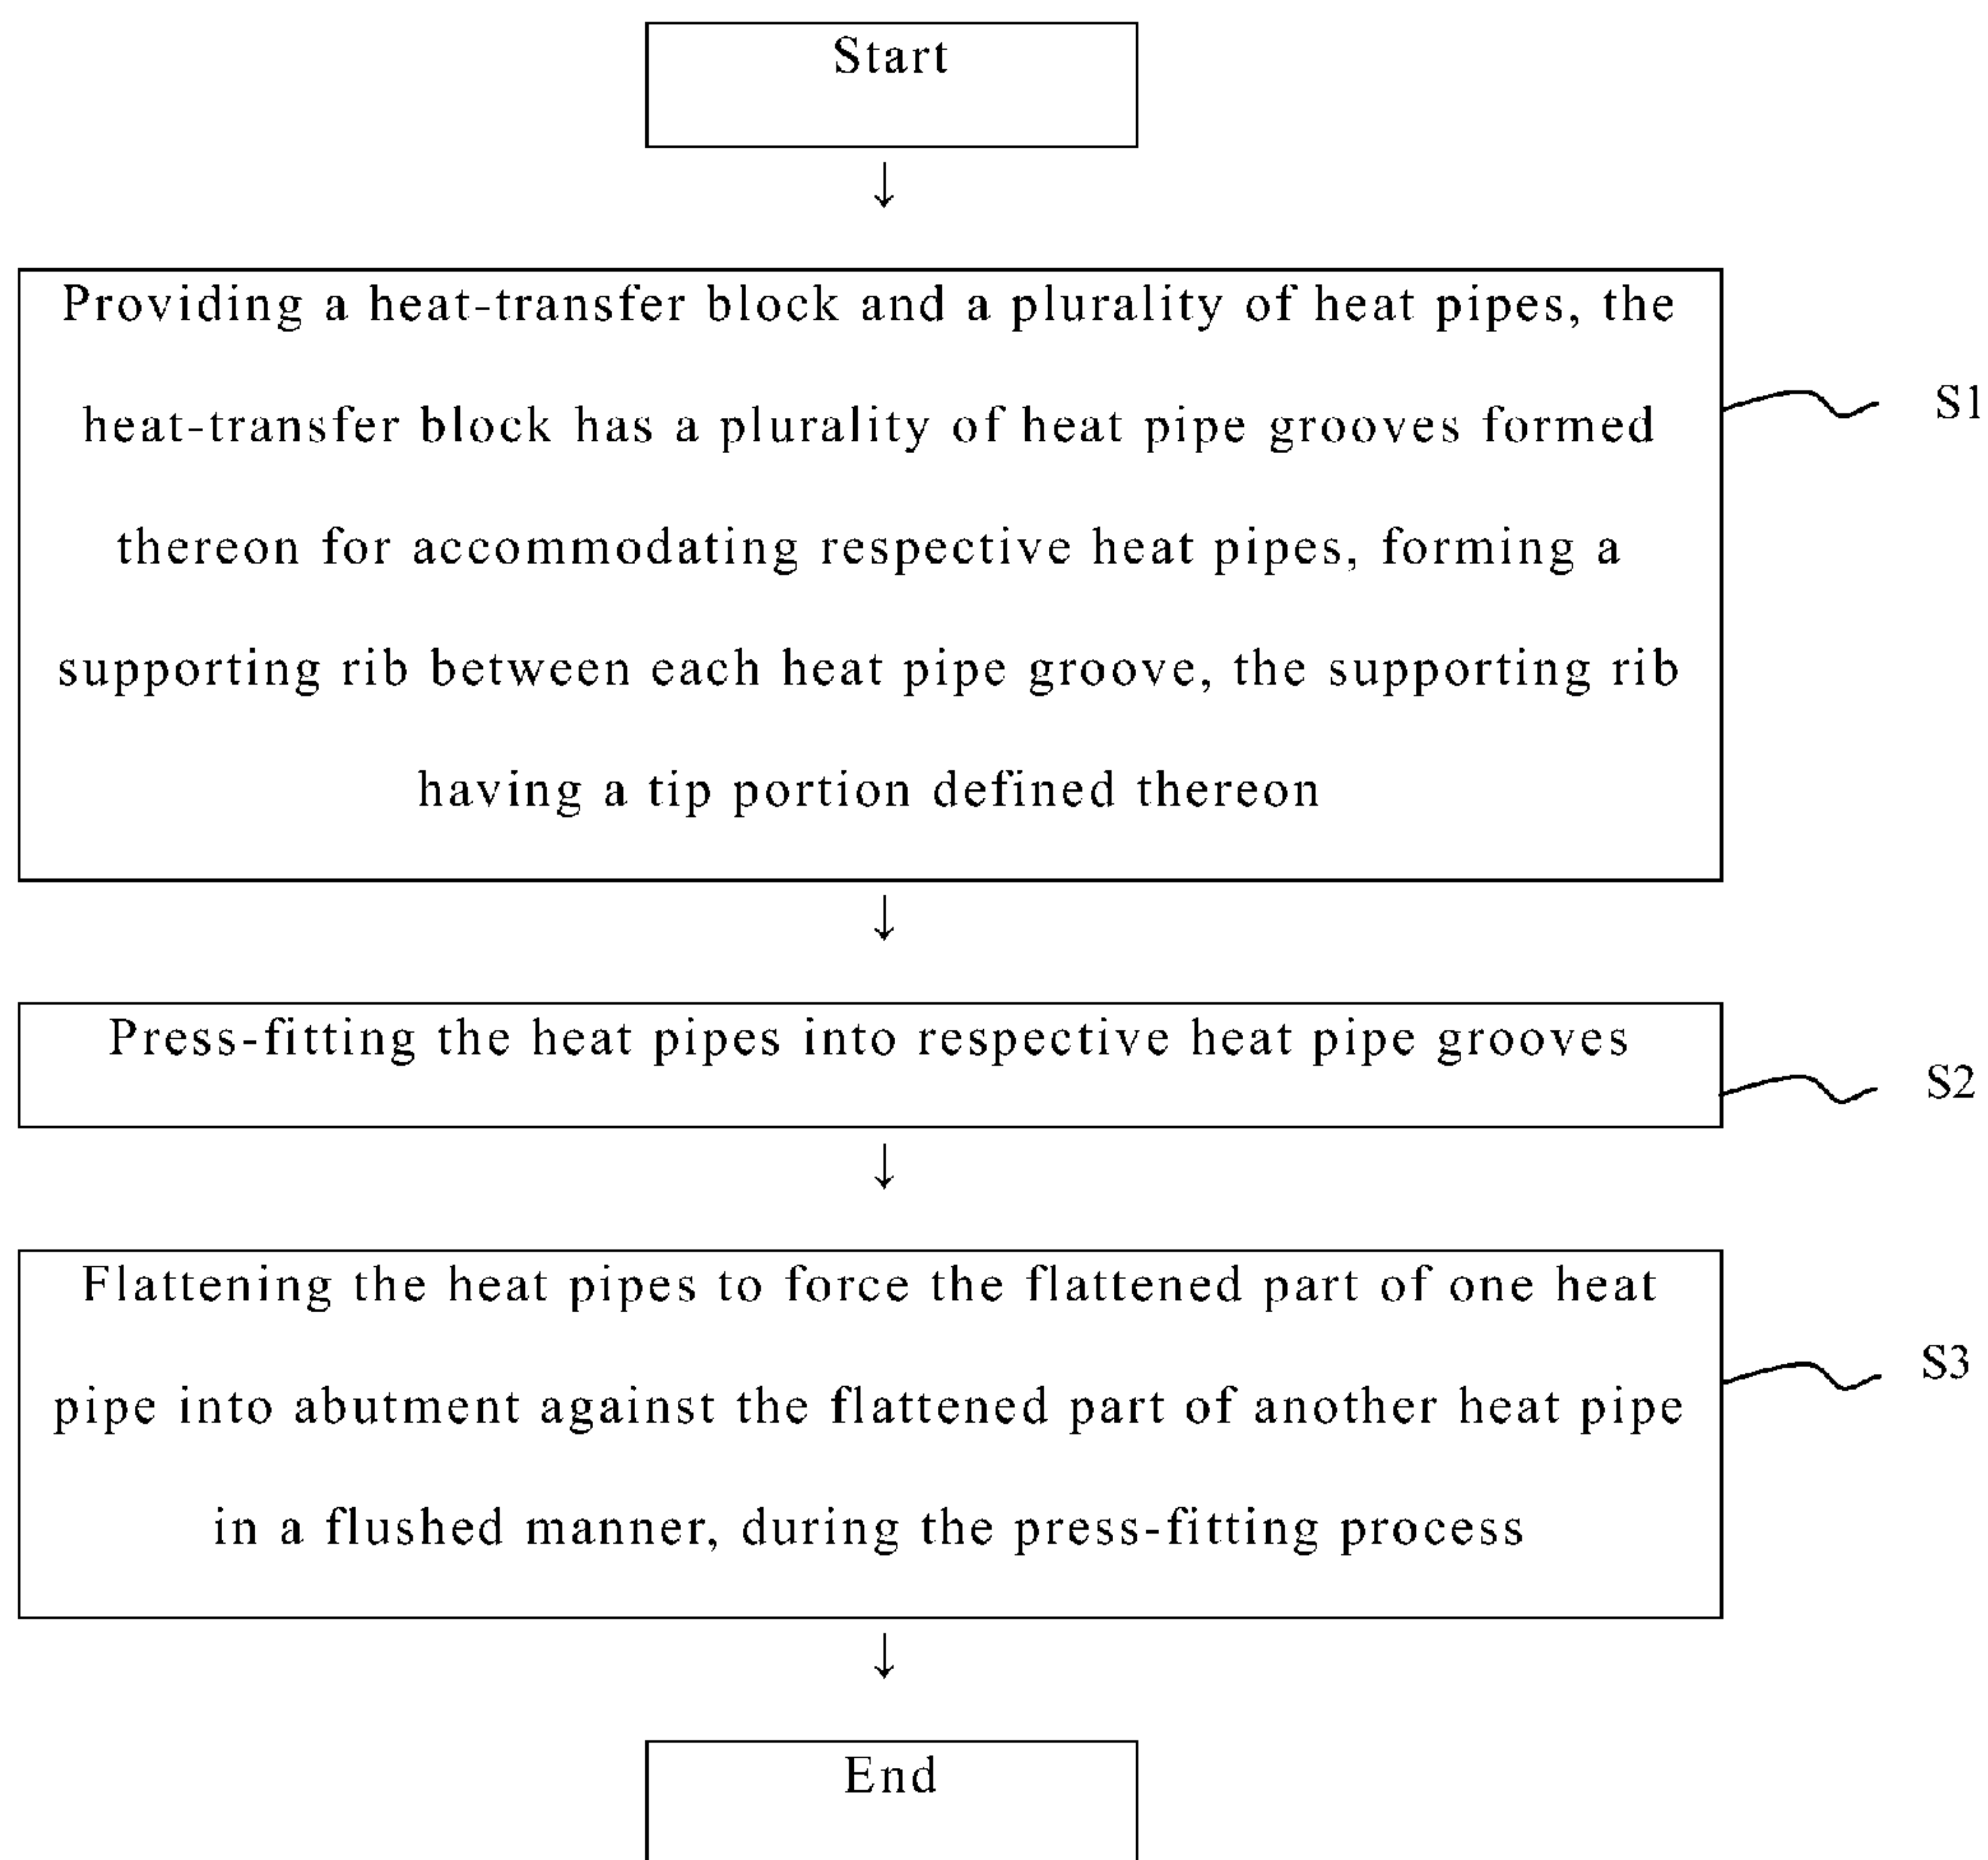 Start
Providing a heat-transfer block and a plurality of heat pipes, the
heat-transfer block has a plurality of heat pipe grooves formed
thereon for accommodating respective heat pipes, forming a
supporting rib between each heat pipe groove, the supporting rib
having a tip portion defined thereon
S1
Press-fitting the heat pipes into respective heat pipe grooves
S2
Flattening the heat pipes to force the flattened part of one heat
pipe into abutment against the flattened part of another heat pipe
in a flushed manner, during the press-fitting process
S3
End